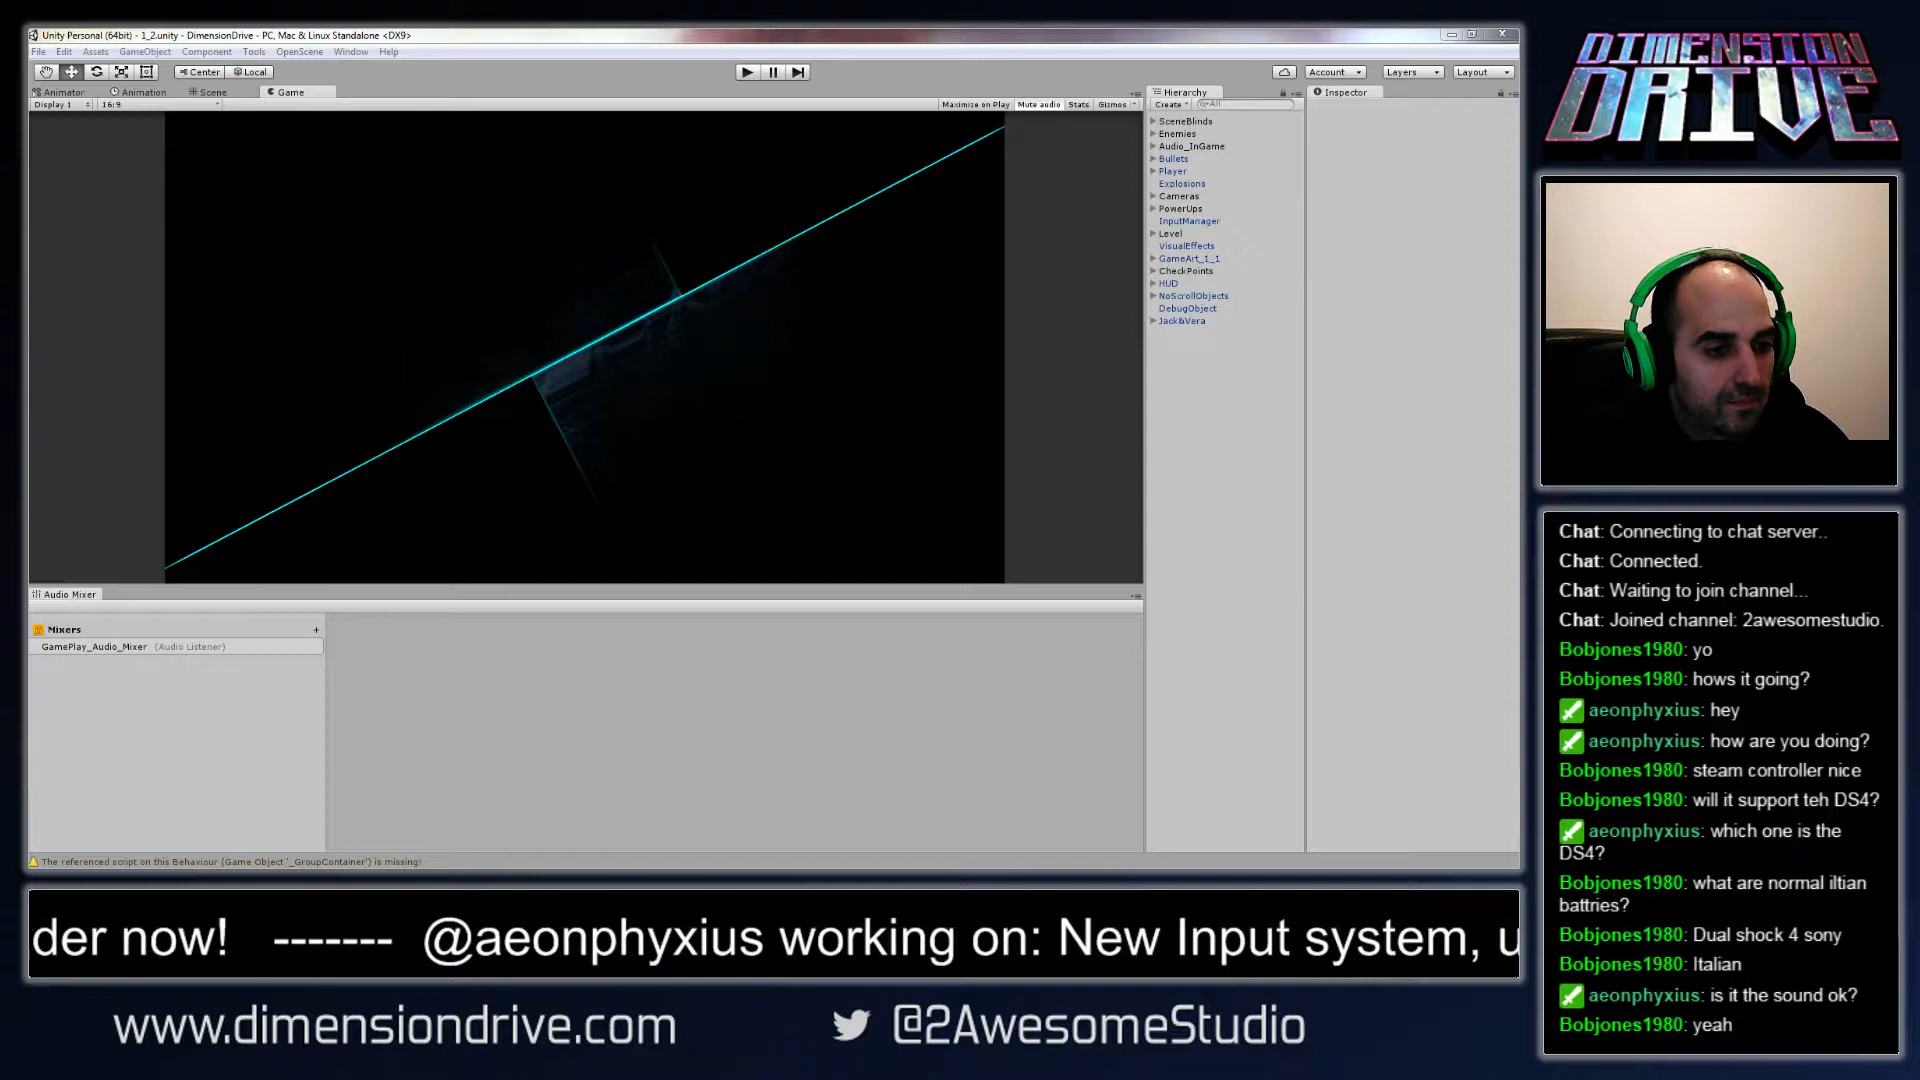 Unity Personal (64bit) - 1_2.unity - DimensionDrive - PC, Mac & Linux Standalone <DX9>
File Edit Assets GameObject Component Tools OpenScene Window Help
Center Local Account Layers Layout
Animator Animation Scene Game
Display 1 16:9 Maximize on Play Mute audio Stats Gizmos
Hierarchy
Create All
SceneBlinds
Enemies
Audio_InGame
Bullets
Player
Explosions
Cameras
PowerUps
InputManager
Level
VisualEffects
GameArt_1_1
CheckPoints
HUD
NoScrollObjects
DebugObject
Jack&Vera
Inspector
Audio Mixer
Mixers +
GamePlay_Audio_Mixer (Audio Listener)
The referenced script on this Behaviour (Game Object '_GroupContainer') is missing!
DIMENSION
DRIVE
Chat: Connecting to chat server..
Chat: Connected.
Chat: Waiting to join channel...
Chat: Joined channel: 2awesomestudio.
Bobjones1980: yo
Bobjones1980: hows it going?
aeonphyxius: hey
aeonphyxius: how are you doing?
Bobjones1980: steam controller nice
Bobjones1980: will it support teh DS4?
aeonphyxius: which one is the
DS4?
Bobjones1980: what are normal iltian
battries?
Bobjones1980: Dual shock 4 sony
Bobjones1980: Italian
aeonphyxius: is it the sound ok?
Bobjones1980: yeah
der now! ------- @aeonphyxius working on: New Input system, u
www.dimensiondrive.com @2AwesomeStudio